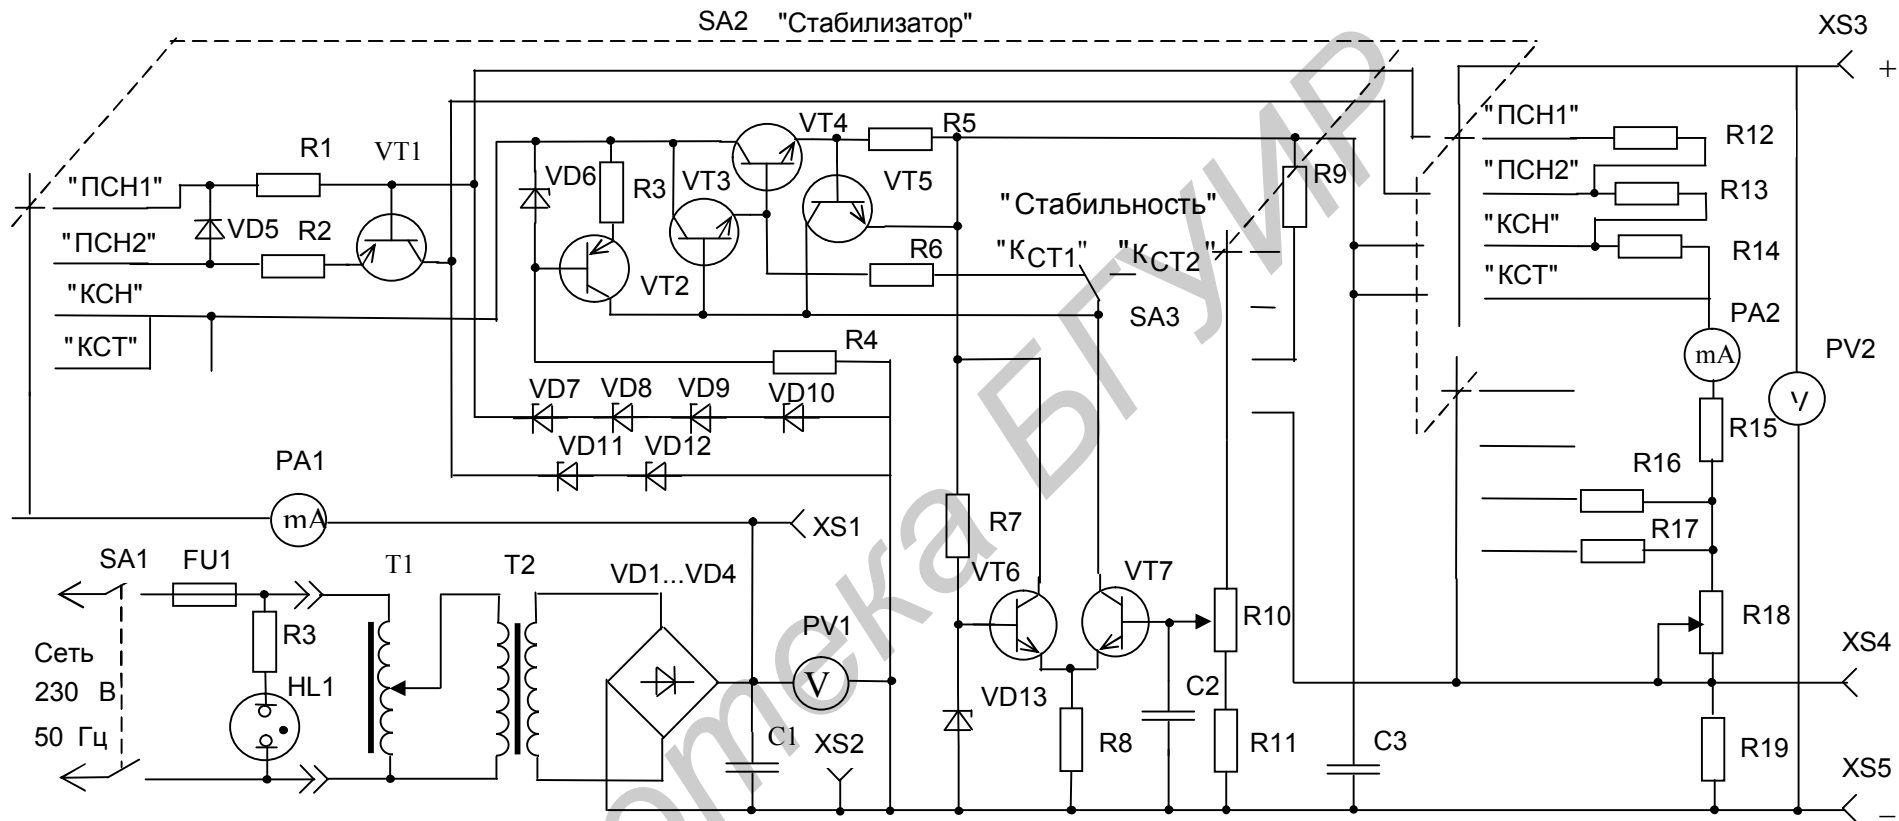 SA2 "Стабилизатор"
XS3
+
"ПСН1"
"ПСН2"
"КСН"
"КСТ"
R1
VT1
VD5
R2
VD6
R3
VT2
VT3
VT4
VT5
R5
R6
R4
"Стабильность"
"КСТ1"
"КСТ2"
SA3
R9
"ПСН1"
"ПСН2"
"КСН"
"КСТ"
R12
R13
R14
PA2
mA
PV2
V
R15
R16
R17
R18
R19
VD7
VD8
VD9
VD10
VD11
VD12
PA1
mA
XS1
SA1
FU1
T1
T2
VD1...VD4
PV1
V
R3
HL1
Сеть
230 В
50 Гц
C1
XS2
R7
VT6
VT7
VD13
R8
C2
R10
R11
C3
XS4
XS5
–
отека БГУИР